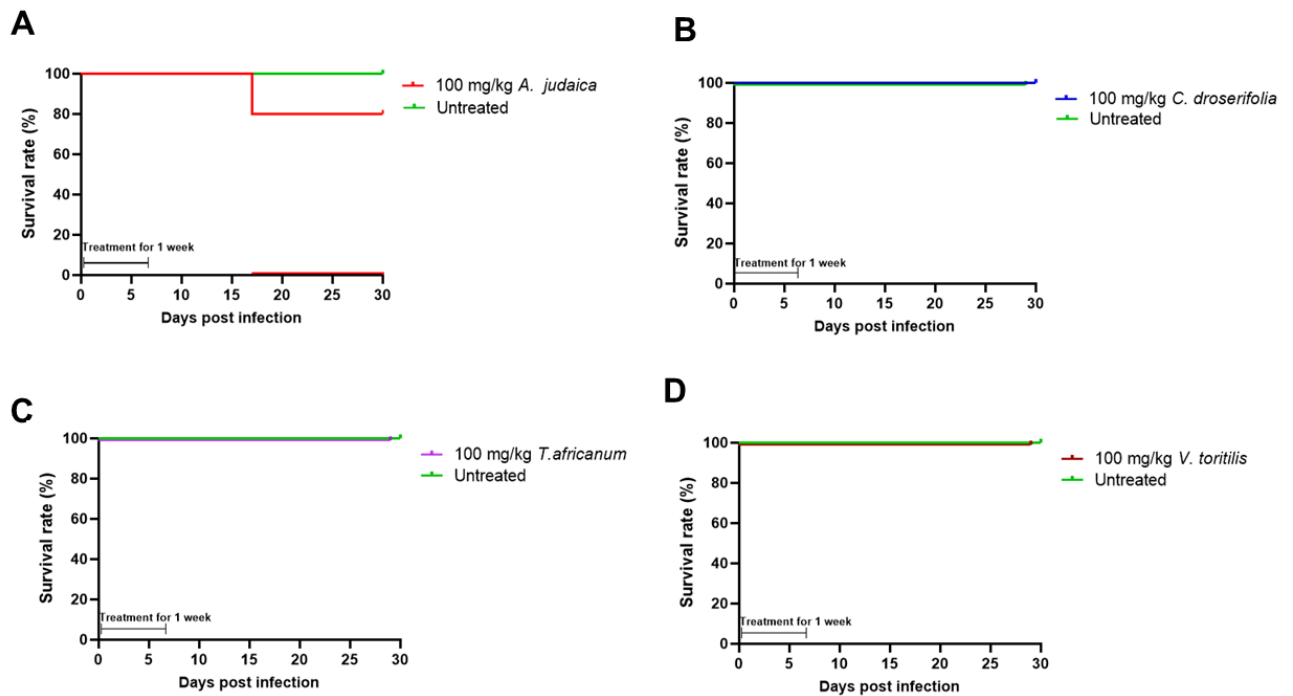 A
Survival rate (%)
100
80
60
40
20
0
Treatment for 1 week
0 5 10 15 20 25 30
Days post infection
100 mg/kg A. judaica
Untreated
B
Survival rate (%)
100
80
60
40
20
0
Treatment for 1 week
0 5 10 15 20 25 30
Days post infection
100 mg/kg C. droserifolia
Untreated
C
Survival rate (%)
100
80
60
40
20
0
Treatment for 1 week
0 5 10 15 20 25 30
Days post infection
100 mg/kg T.africanum
Untreated
D
Survival rate (%)
100
80
60
40
20
0
Treatment for 1 week
0 5 10 15 20 25 30
Days post infection
100 mg/kg V. toritilis
Untreated